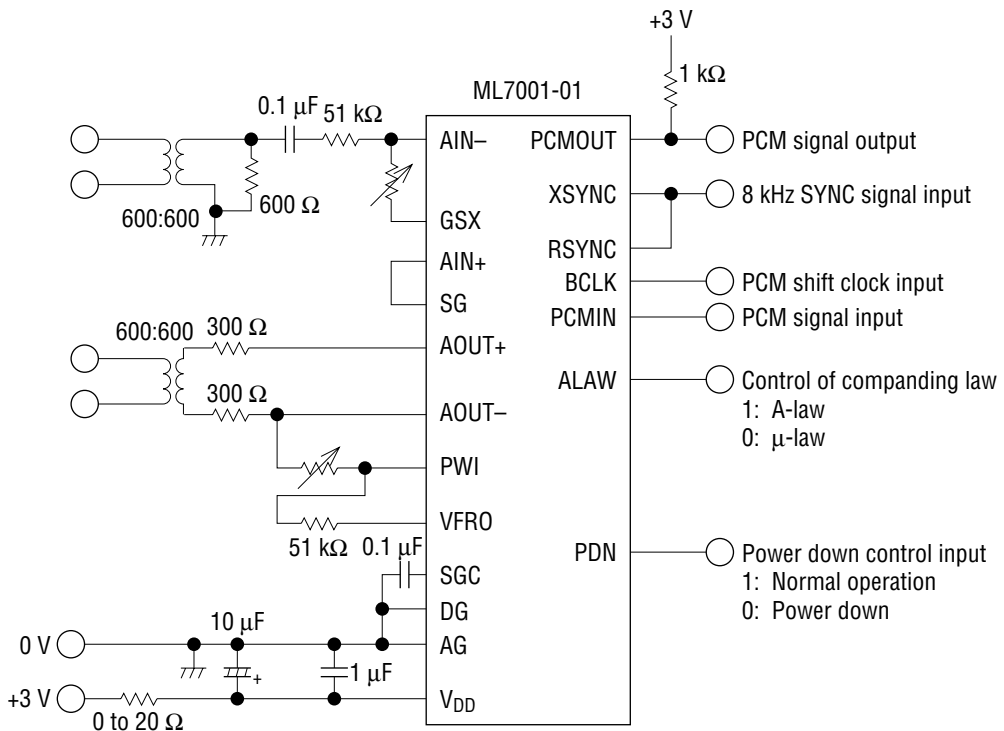 +3 V
1 kΩ
ML7001-01
0.1 μF
51 kΩ
600:600
600 Ω
AIN–
GSX
AIN+
SG
AOUT+
AOUT–
PWI
VFRO
SGC
DG
AG
VDD
PCMOUT
XSYNC
RSYNC
BCLK
PCMIN
ALAW
PDN
PCM signal output
8 kHz SYNC signal input
PCM shift clock input
PCM signal input
Control of companding law
1: A-law
0: μ-law
Power down control input
1: Normal operation
0: Power down
600:600
300 Ω
300 Ω
51 kΩ
0.1 μF
10 μF
+
1 μF
0 V
+3 V
0 to 20 Ω